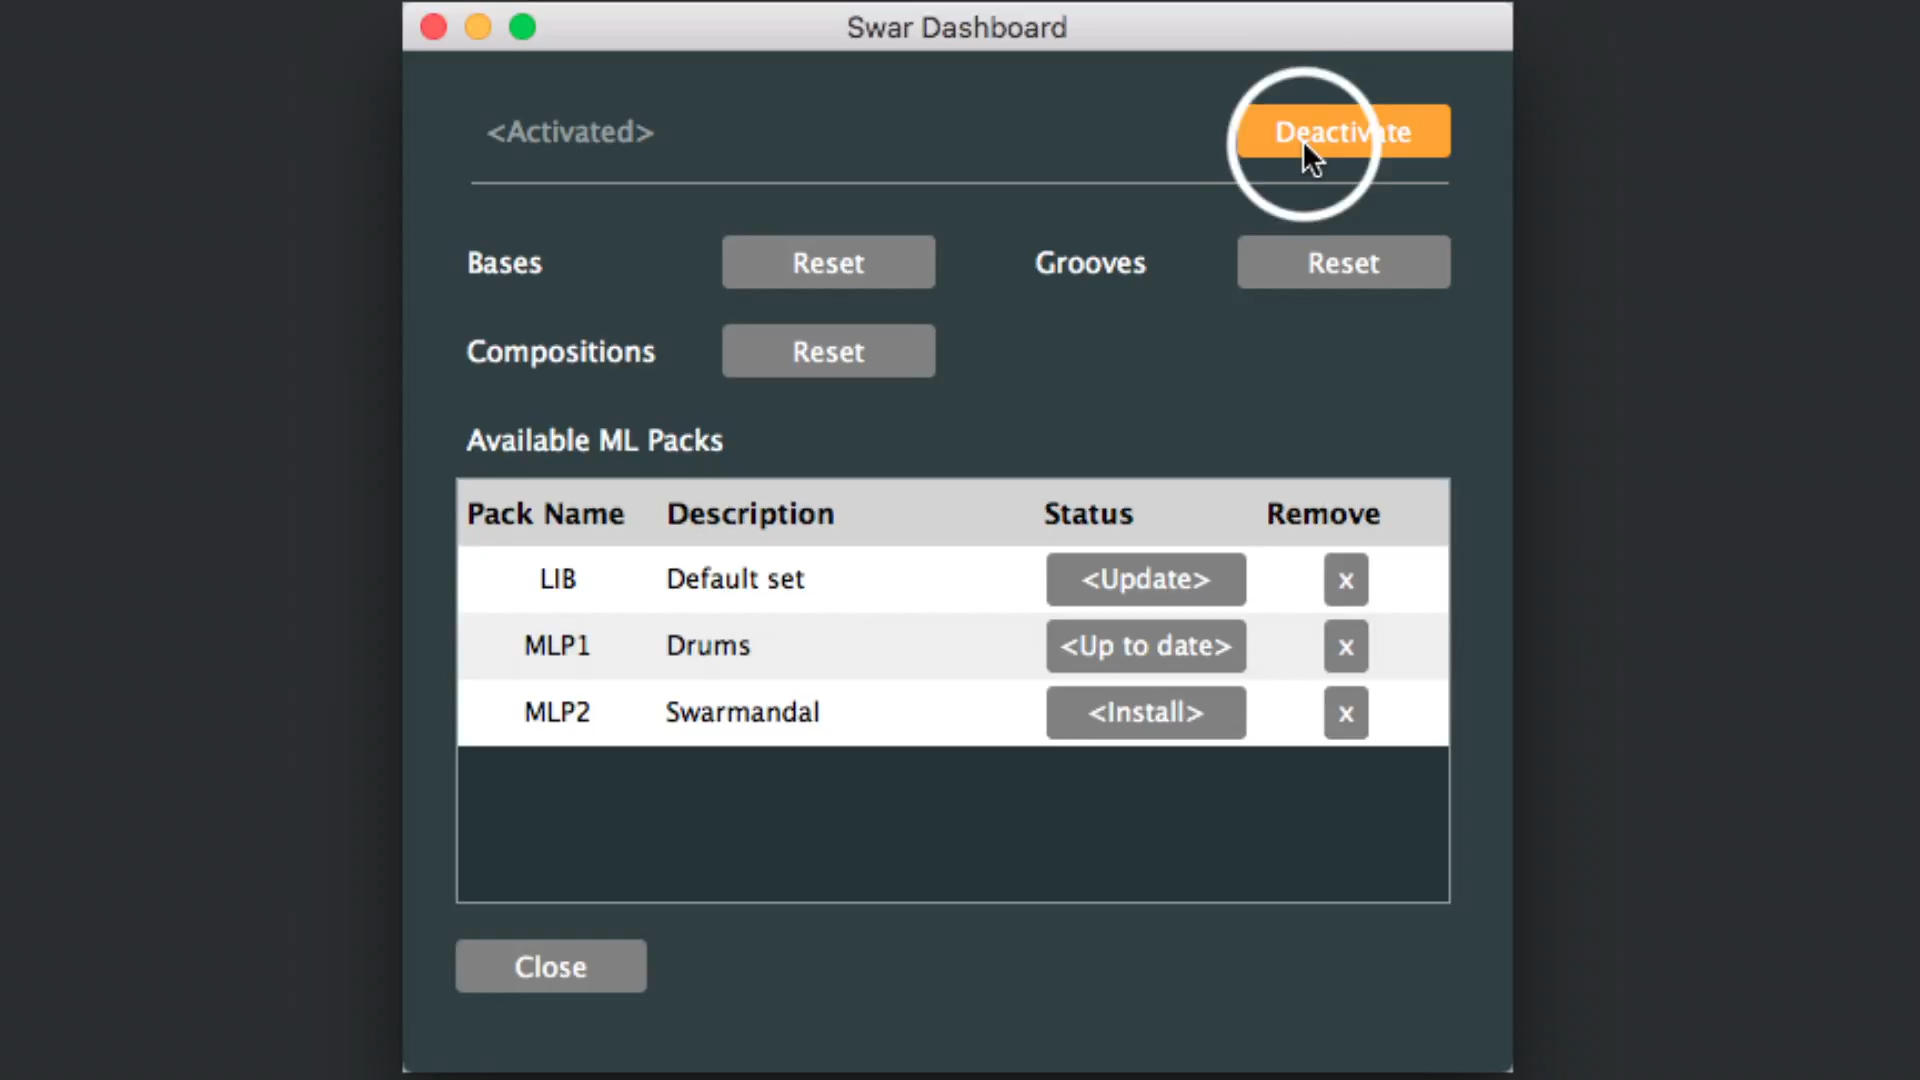 Swar Dashboard
<Activated> Deactivate
Bases Reset Grooves Reset
Compositions Reset
Available ML Packs
Pack Name Description Status Remove
LIB Default set <Update> x
MLP1 Drums <Up to date> x
MLP2 Swarmandal <Install> x
Close